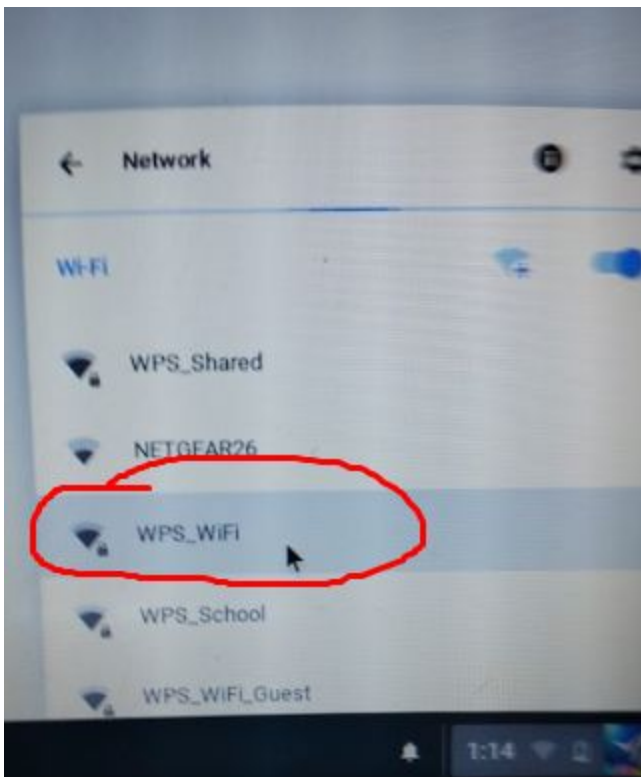 Network
Wi-Fi
WPS_Shared
NETGEAR26
WPS_WiFi
WPS_School
WPS_WiFi_Guest
1:14